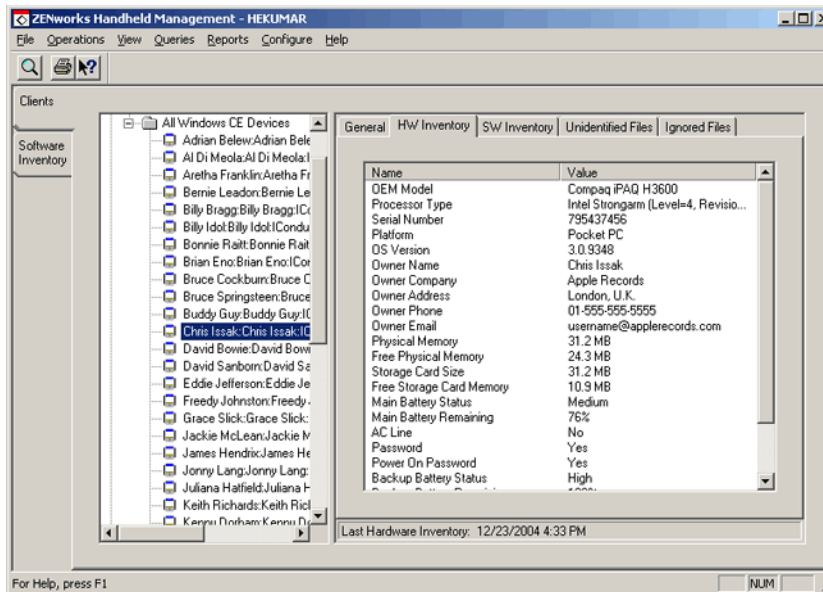 ZENworks Handheld Management - HEKUMAR
File Operations View Queries Reports Configure Help
Clients
Software
Inventory
All Windows CE Devices
Adrian Belew:Adrian Bele
Al Di Meola:Al Di Meola:I
Aretha Franklin:Aretha Fr
Bernie Leadon:Bernie Le
Billy Bragg:Billy Bragg:ICo
Billy Idol:Billy Idol:ICondu
Bonnie Raitt:Bonnie Rait
Brian Eno:Brian Eno:ICor
Bruce Cockburn:Bruce C
Bruce Springsteen:Bruce
Buddy Guy:Buddy Guy:IC
Chris Issak:Chris Issak:IC
David Bowie:David Bowi
David Sanborn:David Sa
Eddie Jefferson:Eddie Je
Freedy Johnston:Freedy
Grace Slick:Grace Slick:
Jackie McLean:Jackie M
James Hendrix:James He
Jonny Lang:Jonny Lang:
Juliana Hatfield:Juliana H
Keith Richards:Keith Ricl
Kenny Dorham:Kenny Do
General HW Inventory SW Inventory Unidentified Files Ignored Files
Name Value
OEM Model Compaq iPAQ H3600
Processor Type Intel Strongarm (Level=4, Revisio...
Serial Number 795437456
Platform Pocket PC
OS Version 3.0.9348
Owner Name Chris Issak
Owner Company Apple Records
Owner Address London, U.K.
Owner Phone 01-555-555-5555
Owner Email username@applerecords.com
Physical Memory 31.2 MB
Free Physical Memory 24.3 MB
Storage Card Size 31.2 MB
Free Storage Card Memory 10.9 MB
Main Battery Status Medium
Main Battery Remaining 76%
AC Line No
Password Yes
Power On Password Yes
Backup Battery Status High
Last Hardware Inventory: 12/23/2004 4:33 PM
For Help, press F1
NUM